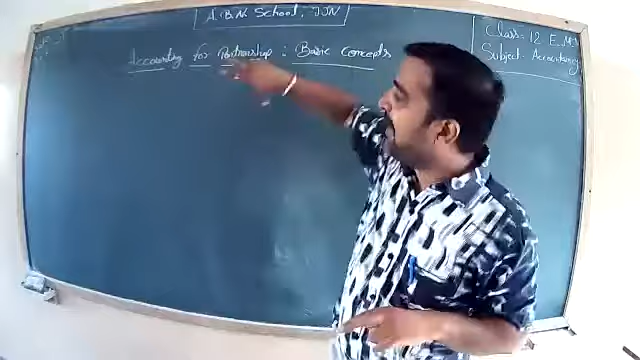 A.B.N. School, JJN
Class: 12 E.M.
Subject: Accountancy
Accounting for Partnership : Basic Concepts